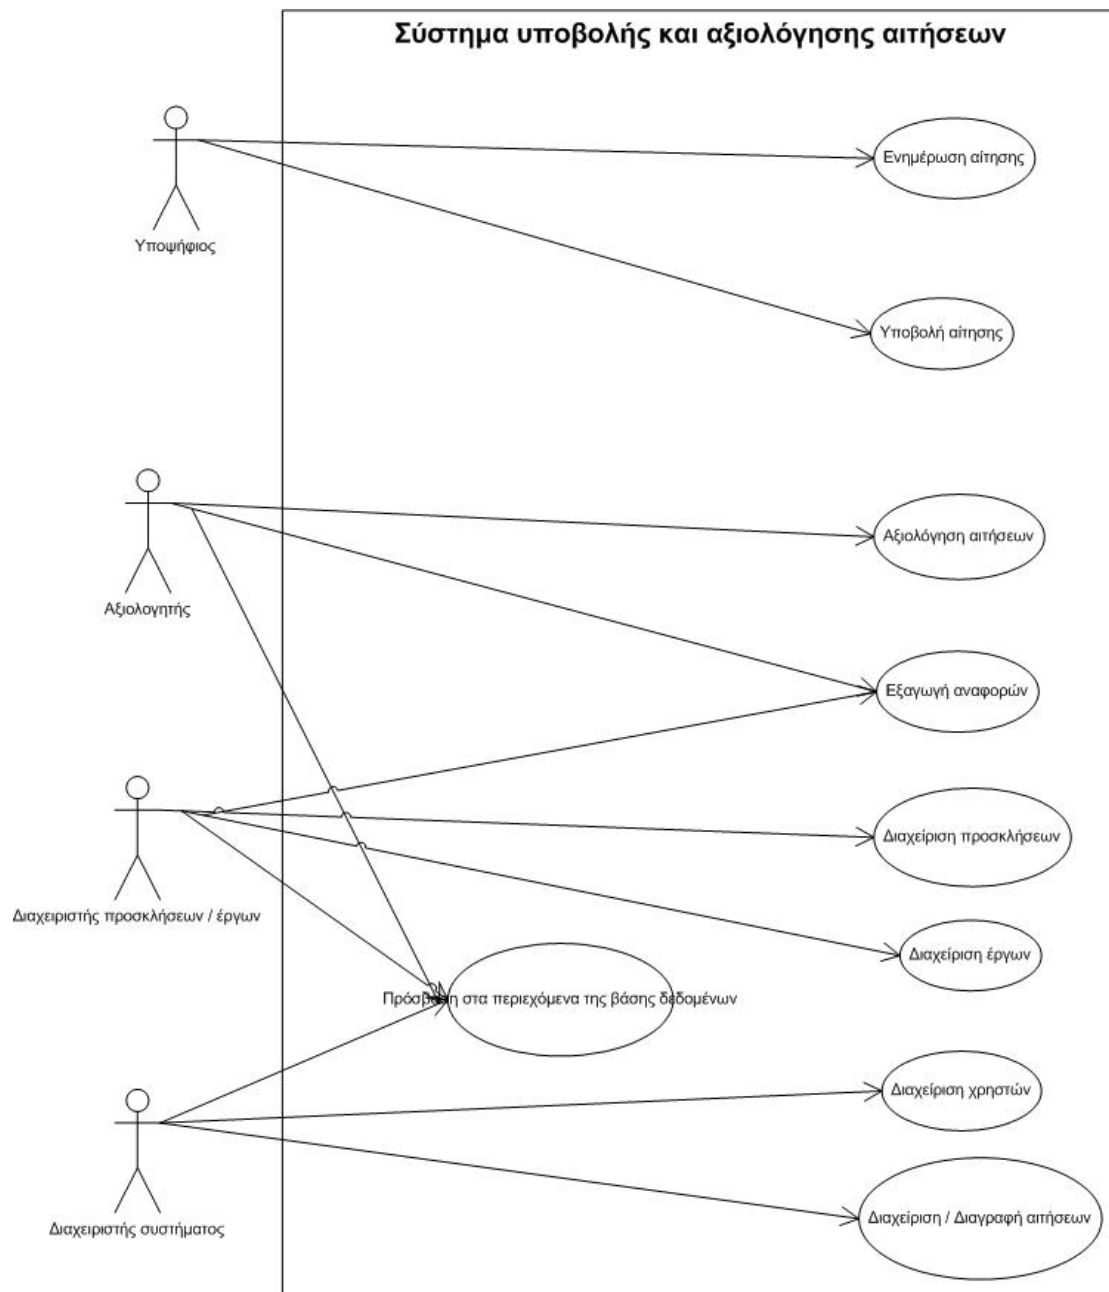 Σύστημα υποβολής και αξιολόγησης αιτήσεων
Ενημέρωση αίτησης
Υποψήφιος
Υποβολή αίτησης
Αξιολόγηση αιτήσεων
Αξιολογητής
Εξαγωγή αναφορών
Διαχείριση προσκλήσεων
Διαχειριστής προσκλήσεων / έργων
Διαχείριση έργων
Πρόσβαση στα περιεχόμενα της βάσης δεδομένων
Διαχείριση χρηστών
Διαχείριση / Διαγραφή αιτήσεων
Διαχειριστής συστήματος